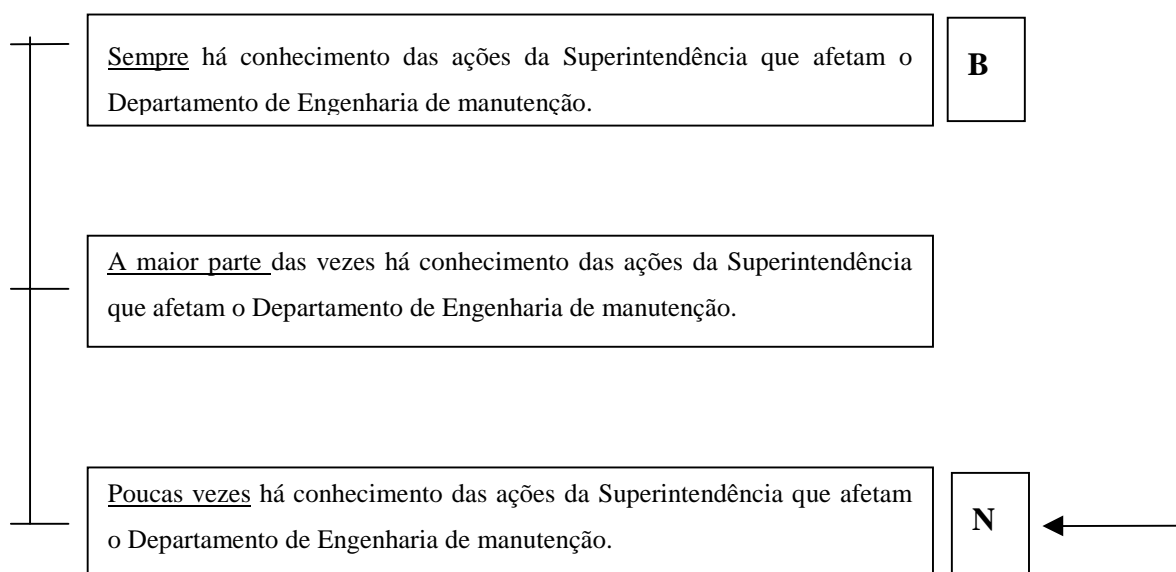 Sempre há conhecimento das ações da Superintendência que afetam o
Departamento de Engenharia de manutenção.
B
A maior parte das vezes há conhecimento das ações da Superintendência
que afetam o Departamento de Engenharia de manutenção.
Poucas vezes há conhecimento das ações da Superintendência que afetam
o Departamento de Engenharia de manutenção.
N